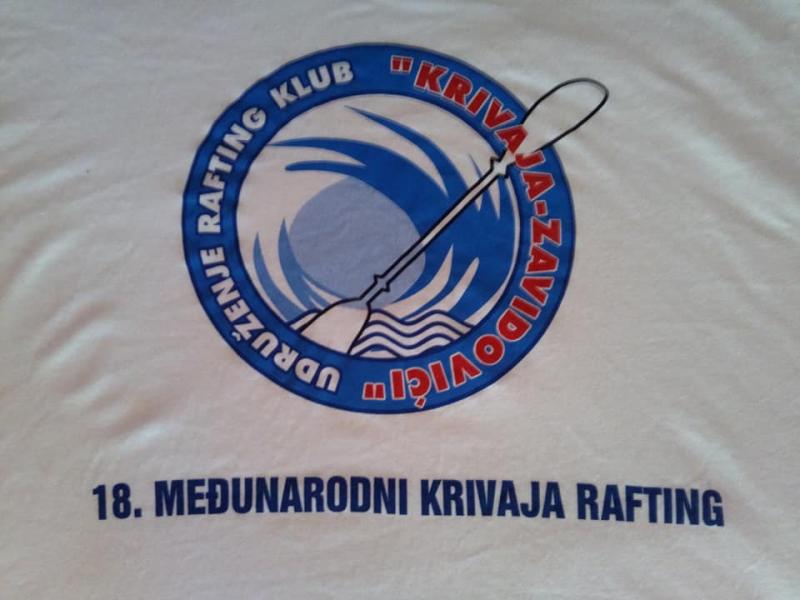 UDRUŽENJE RAFTING KLUB
"KRIVAJA-ZAVIDOVIĆI"
18. MEĐUNARODNI KRIVAJA RAFTING